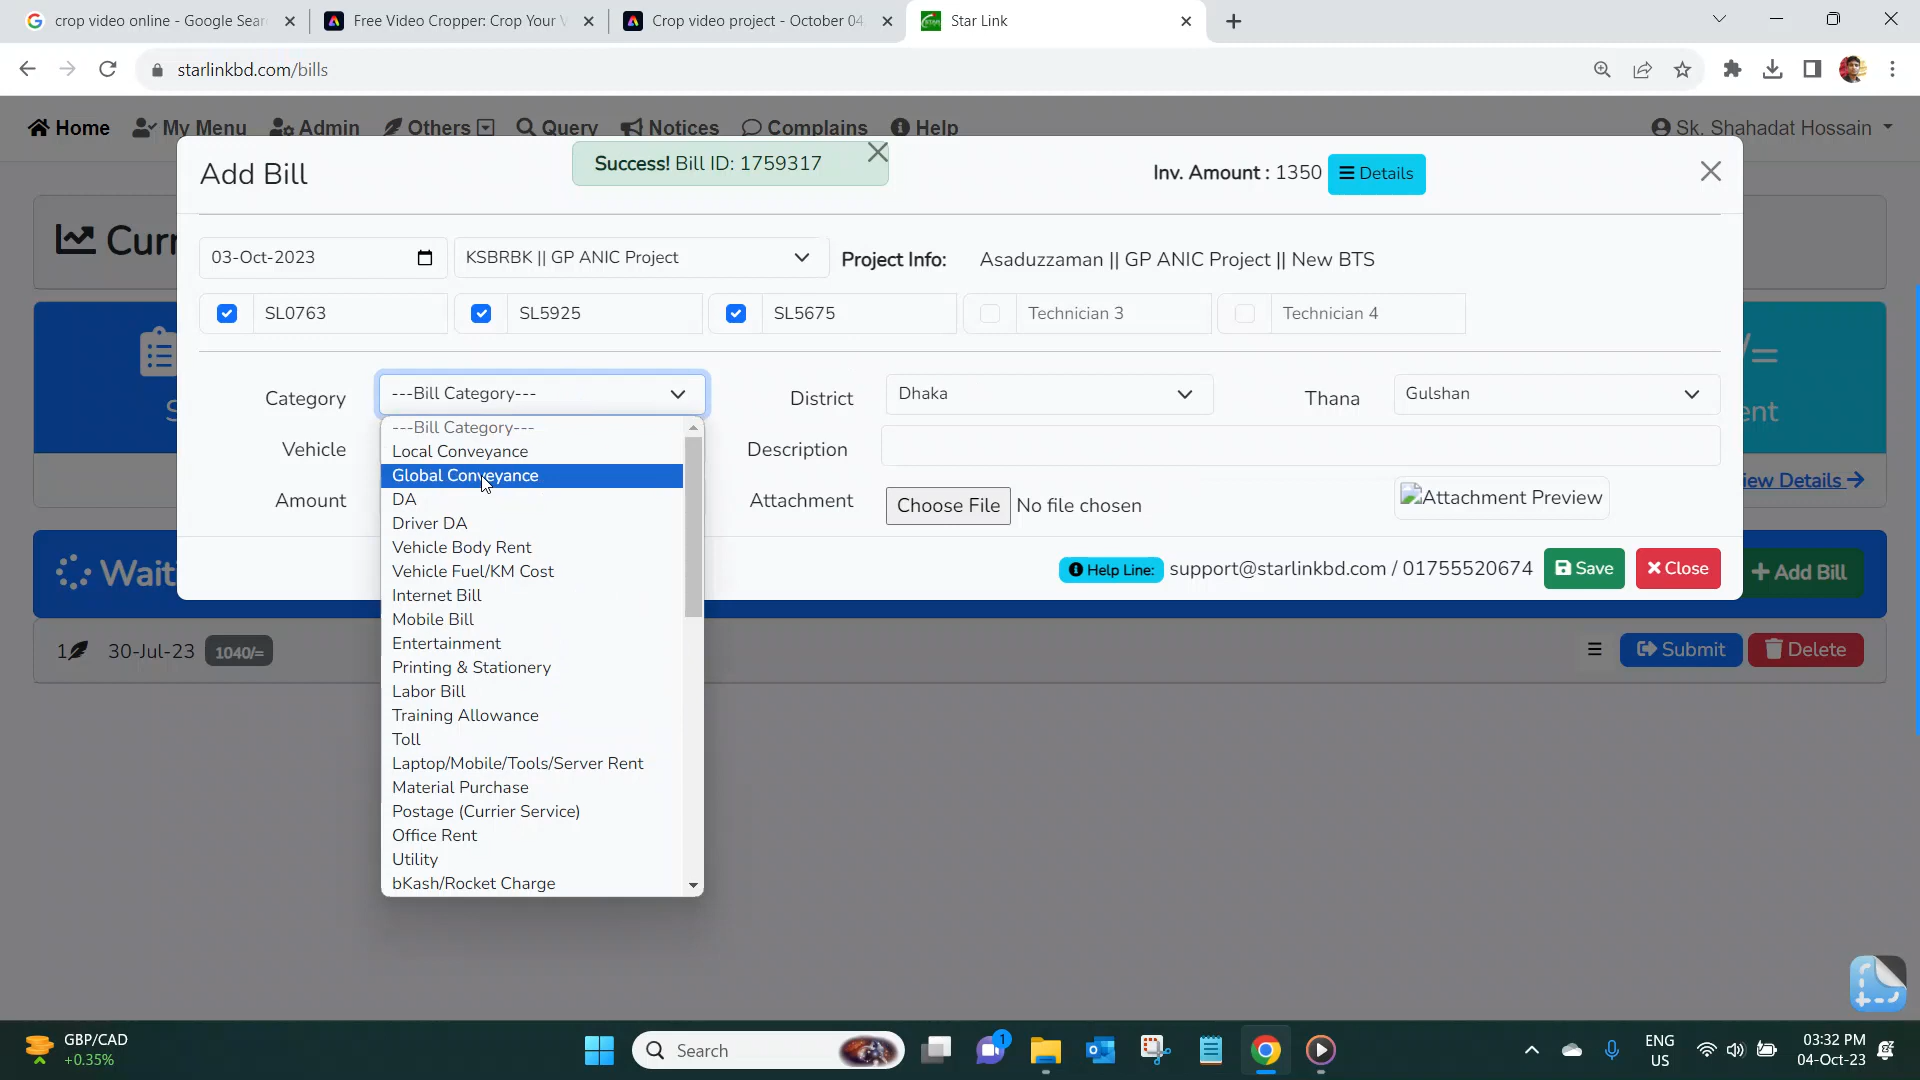 crop video online - Google Sear
Free Video Cropper: Crop Your V
Crop video project - October 04
Star Link
starlinkbd.com/bills
Home My Menu Admin Others Query Notices Complains Help Sk. Shahadat Hossain
Add Bill
Success! Bill ID: 1759317
Inv. Amount : 1350 Details
Curr
03-Oct-2023 KSBRBK || GP ANIC Project Project Info: Asaduzzaman || GP ANIC Project || New BTS
SL0763 SL5925 SL5675 Technician 3 Technician 4
Category ---Bill Category--- District Dhaka Thana Gulshan
---Bill Category---
Local Conveyance
Global Conveyance
DA
Driver DA
Vehicle Body Rent
Vehicle Fuel/KM Cost
Internet Bill
Mobile Bill
Entertainment
Printing & Stationery
Labor Bill
Training Allowance
Toll
Laptop/Mobile/Tools/Server Rent
Material Purchase
Postage (Currier Service)
Office Rent
Utility
bKash/Rocket Charge
Vehicle Description
Amount Attachment Choose File No file chosen Attachment Preview
Help Line: support@starlinkbd.com / 01755520674 Save Close
/=
S
ent
iew Details
Waiti
Add Bill
1 30-Jul-23 1040/= Submit Delete
GBP/CAD
+0.35%
Search
1
ENG
US
03:32 PM
04-Oct-23